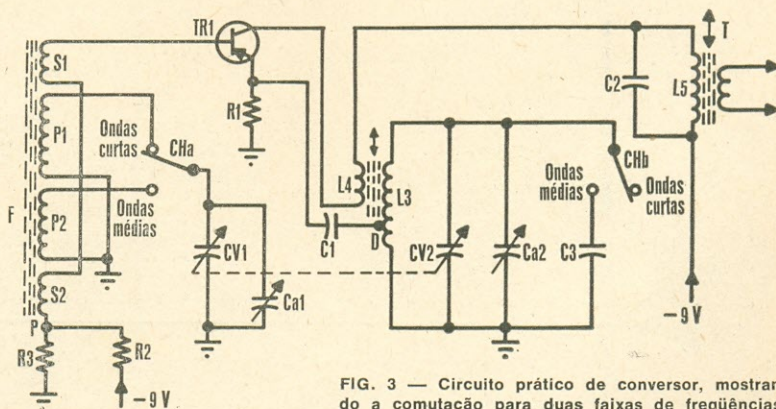 TR1
T
S1
P1
Ondas
curtas
CHa
R1
C2
L5
F
P2
Ondas
médias
CV1
Ca1
L4
L3
C1
D
CV2
Ca2
Ondas
médias
C3
CHb
Ondas
curtas
S2
P
R3
R2
— 9 V
— 9 V
FIG. 3 — Circuito prático de conversor, mostran
do a comutação para duas faixas de freqüências